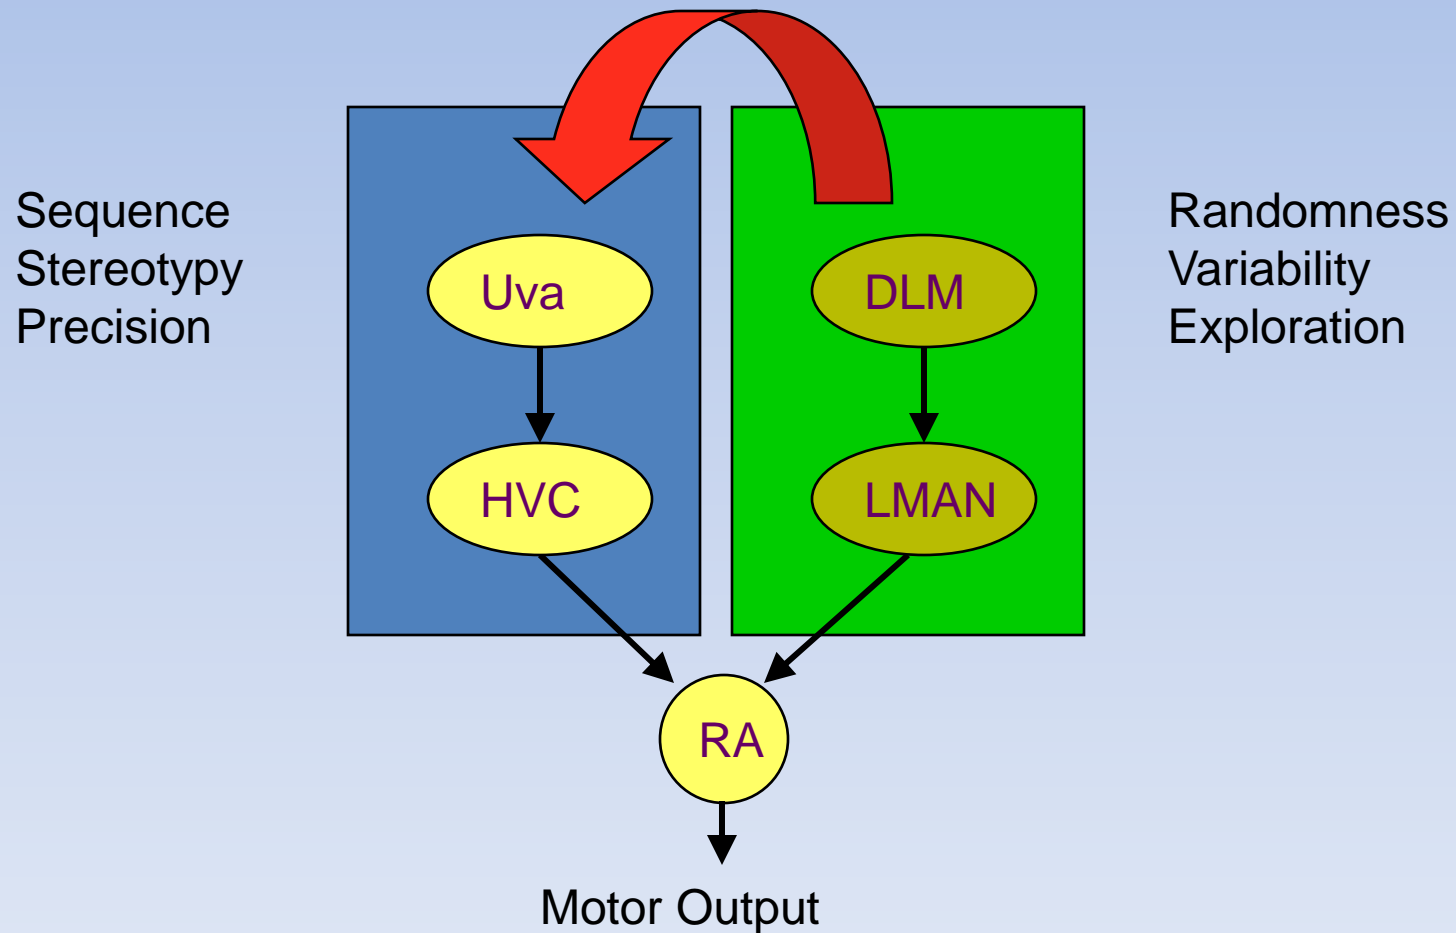 Sequence
Stereotypy
Precision
Uva
HVC
DLM
LMAN
Randomness
Variability
Exploration
RA
Motor Output